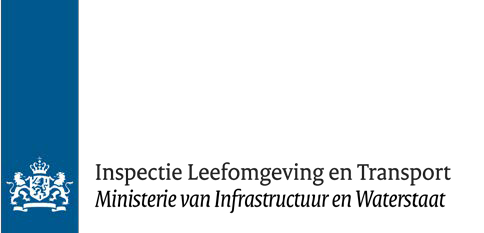 Inspectie Leefomgeving en Transport
Ministerie van Infrastructuur en Waterstaat